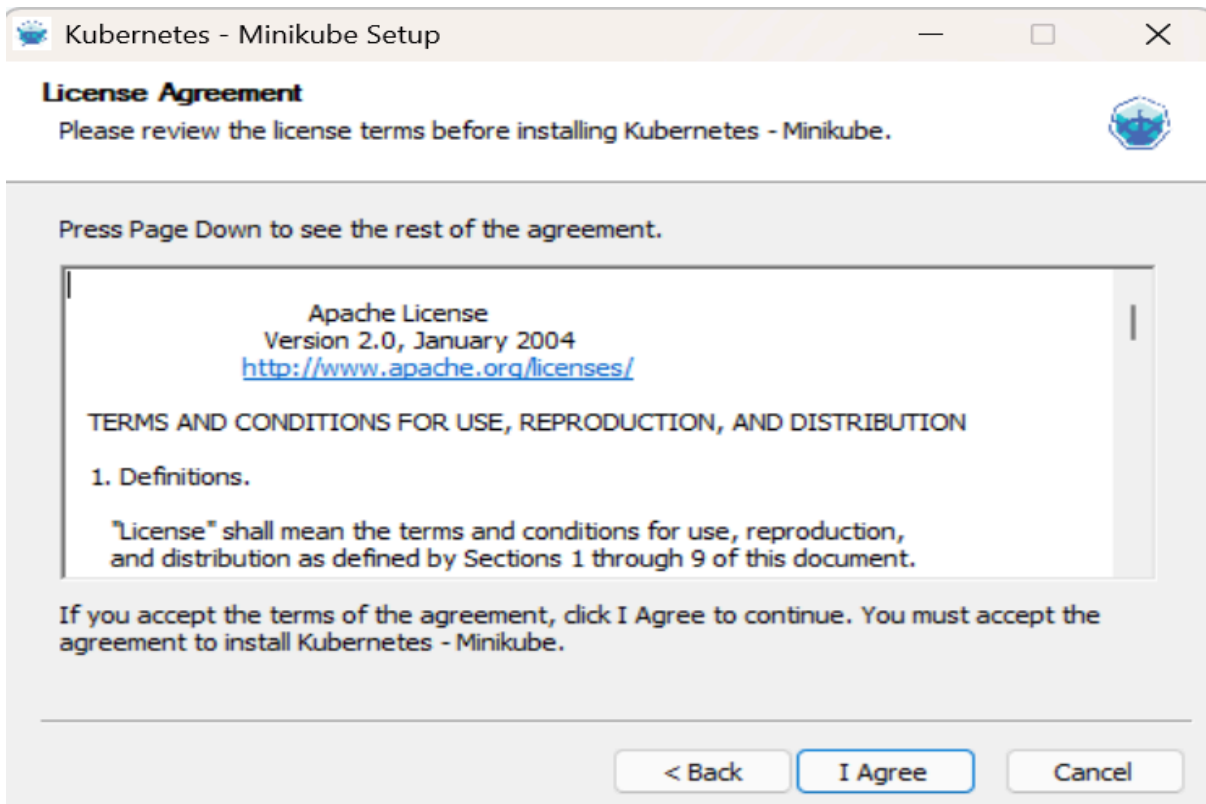 Kubernetes - Minikube Setup
License Agreement
Please review the license terms before installing Kubernetes - Minikube.
Press Page Down to see the rest of the agreement.
Apache License
Version 2.0, January 2004
http://www.apache.org/licenses/
TERMS AND CONDITIONS FOR USE, REPRODUCTION, AND DISTRIBUTION
1. Definitions.
"License" shall mean the terms and conditions for use, reproduction,
and distribution as defined by Sections 1 through 9 of this document.
If you accept the terms of the agreement, click I Agree to continue. You must accept the
agreement to install Kubernetes - Minikube.
< Back I Agree Cancel